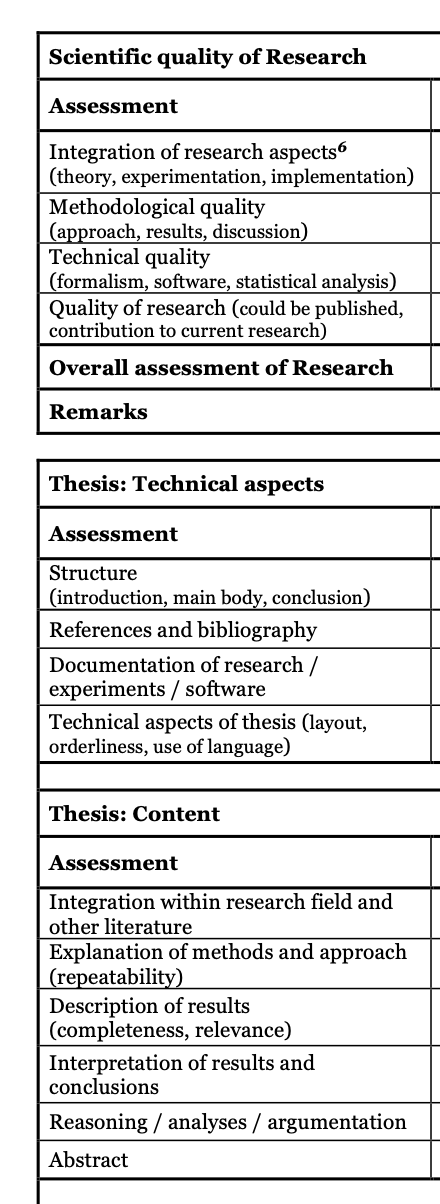 Scientific quality of Research
Assessment
Integration of research aspects⁶
(theory, experimentation, implementation)
Methodological quality
(approach, results, discussion)
Technical quality
(formalism, software, statistical analysis)
Quality of research (could be published,
contribution to current research)
Overall assessment of Research
Remarks
Thesis: Technical aspects
Assessment
Structure
(introduction, main body, conclusion)
References and bibliography
Documentation of research /
experiments / software
Technical aspects of thesis (layout,
orderliness, use of language)
Thesis: Content
Assessment
Integration within research field and
other literature
Explanation of methods and approach
(repeatability)
Description of results
(completeness, relevance)
Interpretation of results and
conclusions
Reasoning / analyses / argumentation
Abstract